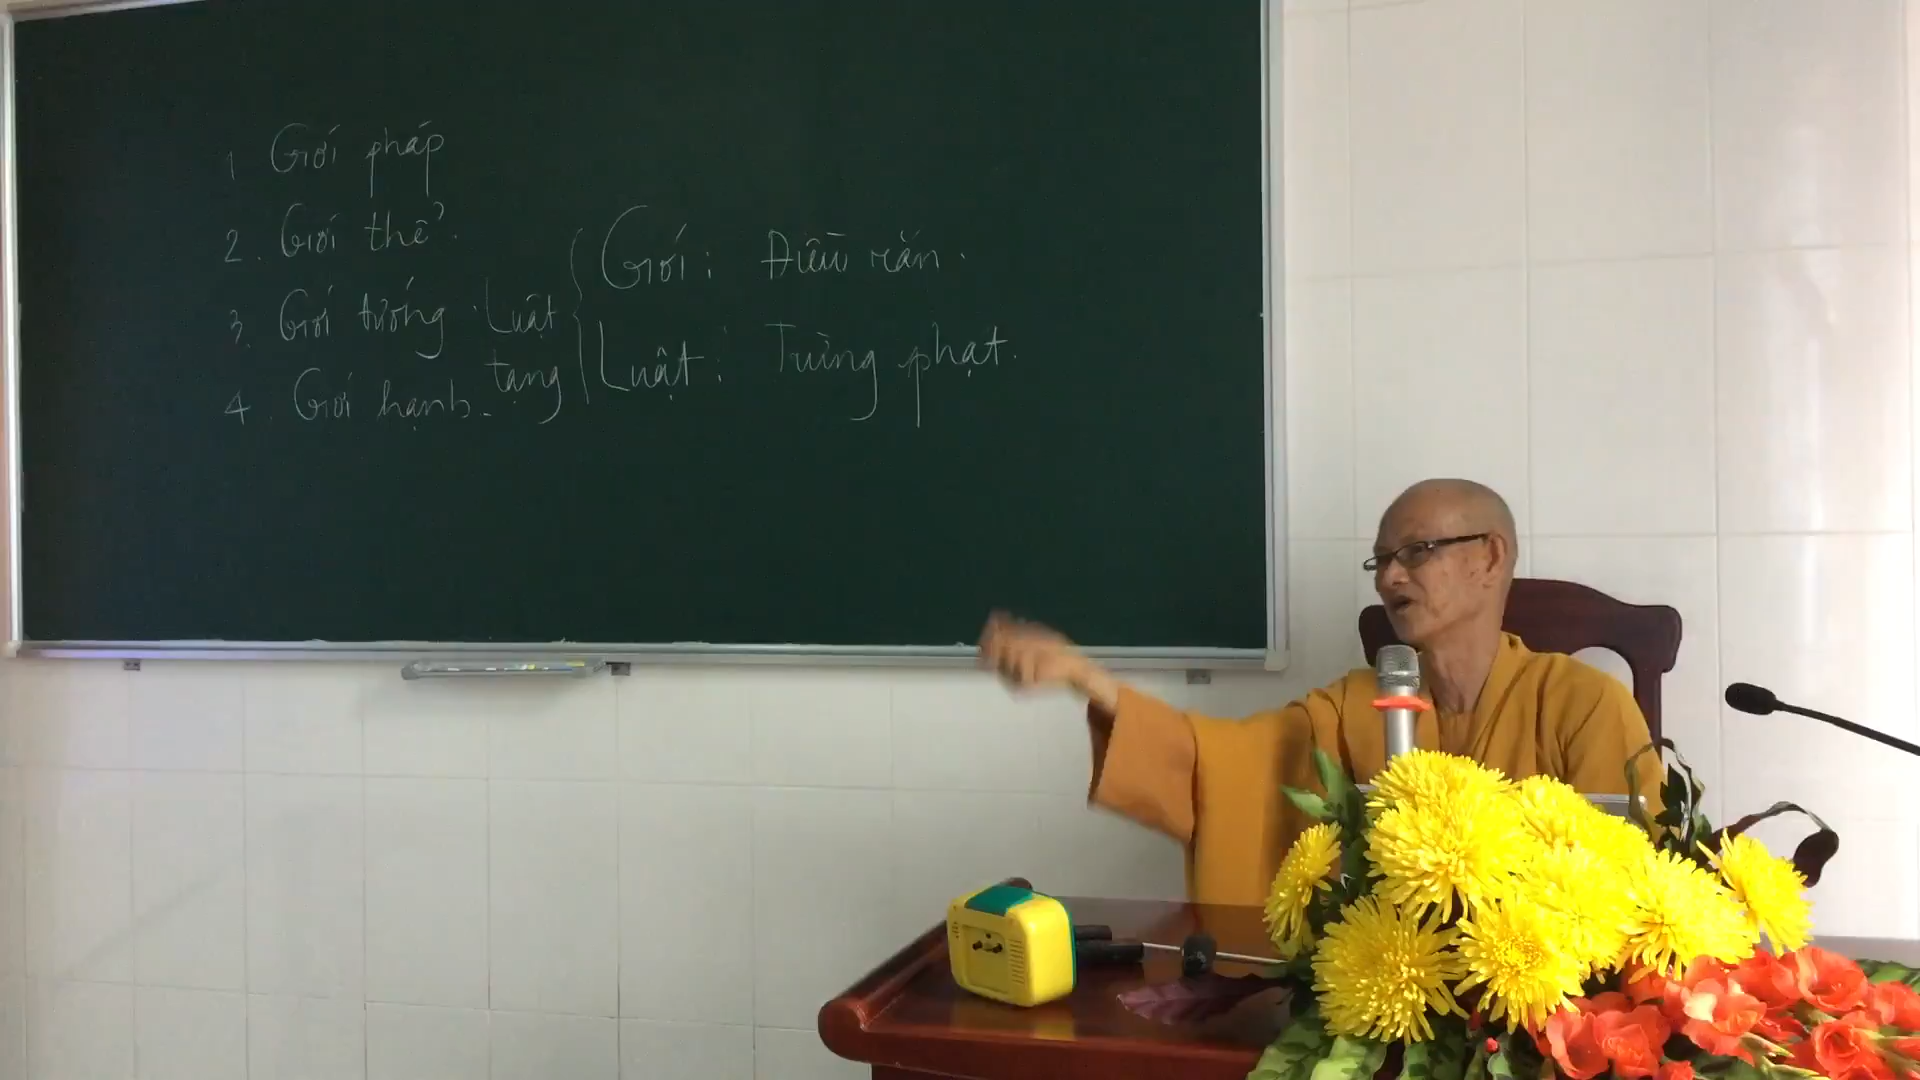 1 Giới pháp
2. Giới thể.
3. Giới tướng
4. Giới hạnh.
Luật
tạng
Giới: Điều răn.
Luật: Trừng phạt.